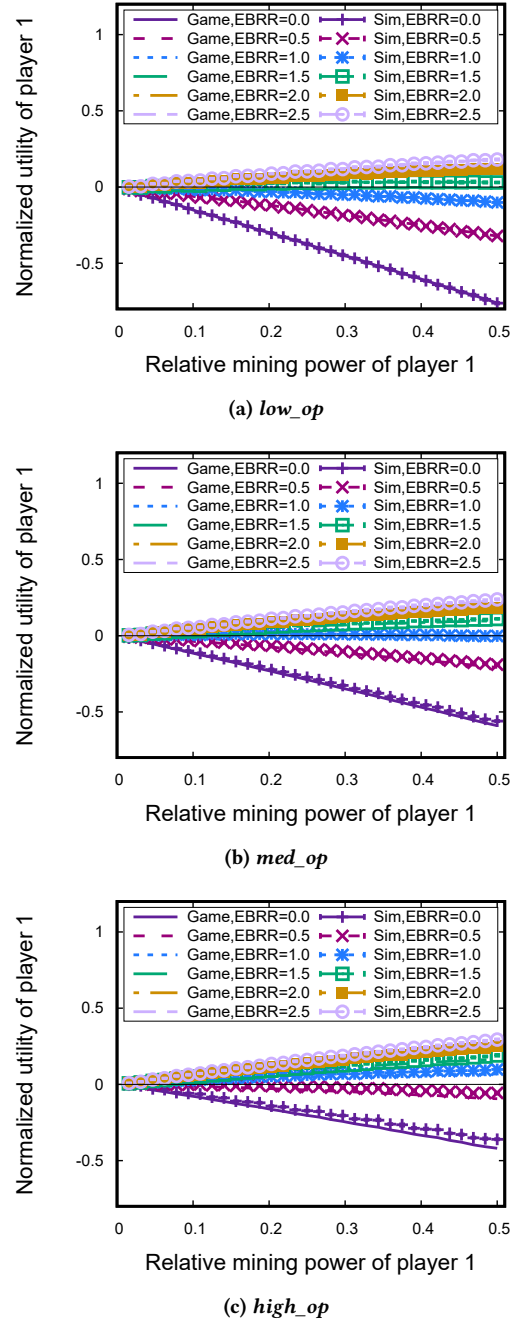 1
0.5
0
-0.5
Normalized utility of player 1
Game,EBRR=0.0 Sim,EBRR=0.0
Game,EBRR=0.5 Sim,EBRR=0.5
Game,EBRR=1.0 Sim,EBRR=1.0
Game,EBRR=1.5 Sim,EBRR=1.5
Game,EBRR=2.0 Sim,EBRR=2.0
Game,EBRR=2.5 Sim,EBRR=2.5
0 0.1 0.2 0.3 0.4 0.5
Relative mining power of player 1
(a) low_op
1
0.5
0
-0.5
Normalized utility of player 1
Game,EBRR=0.0 Sim,EBRR=0.0
Game,EBRR=0.5 Sim,EBRR=0.5
Game,EBRR=1.0 Sim,EBRR=1.0
Game,EBRR=1.5 Sim,EBRR=1.5
Game,EBRR=2.0 Sim,EBRR=2.0
Game,EBRR=2.5 Sim,EBRR=2.5
0 0.1 0.2 0.3 0.4 0.5
Relative mining power of player 1
(b) med_op
1
0.5
0
-0.5
Normalized utility of player 1
Game,EBRR=0.0 Sim,EBRR=0.0
Game,EBRR=0.5 Sim,EBRR=0.5
Game,EBRR=1.0 Sim,EBRR=1.0
Game,EBRR=1.5 Sim,EBRR=1.5
Game,EBRR=2.0 Sim,EBRR=2.0
Game,EBRR=2.5 Sim,EBRR=2.5
0 0.1 0.2 0.3 0.4 0.5
Relative mining power of player 1
(c) high_op